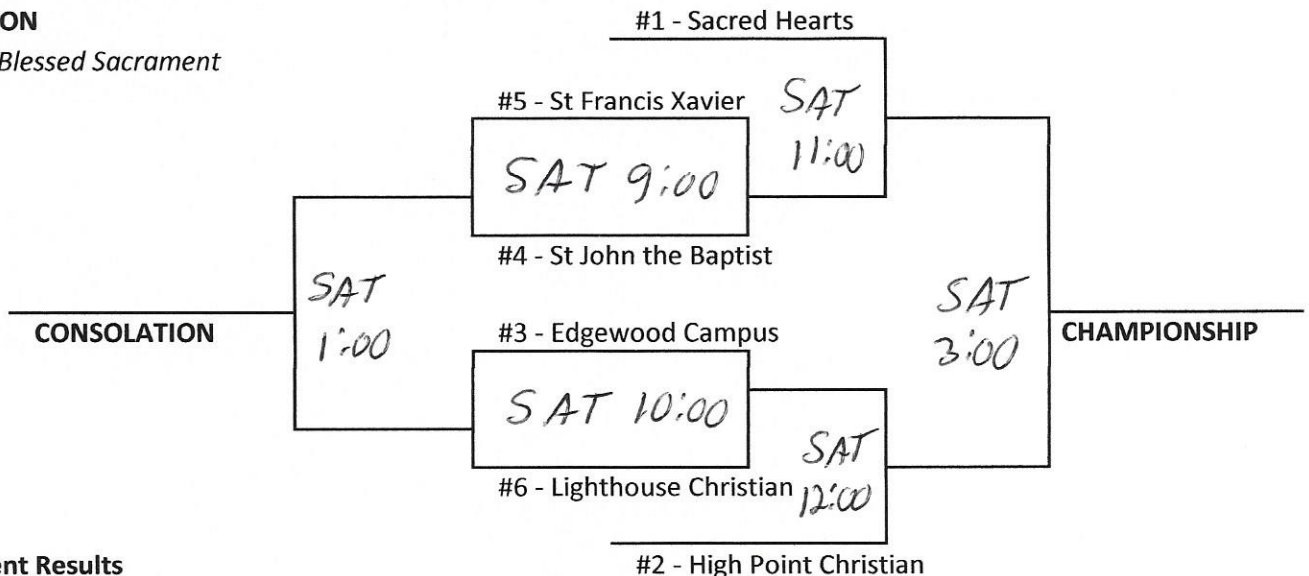 ON
Blessed Sacrament
#1 - Sacred Hearts
#5 - St Francis Xavier
SAT
11:00
SAT 9:00
#4 - St John the Baptist
SAT
1:00
CONSOLATION
#3 - Edgewood Campus
SAT
3:00
CHAMPIONSHIP
SAT 10:00
#6 - Lighthouse Christian
SAT
12:00
#2 - High Point Christian
ent Results